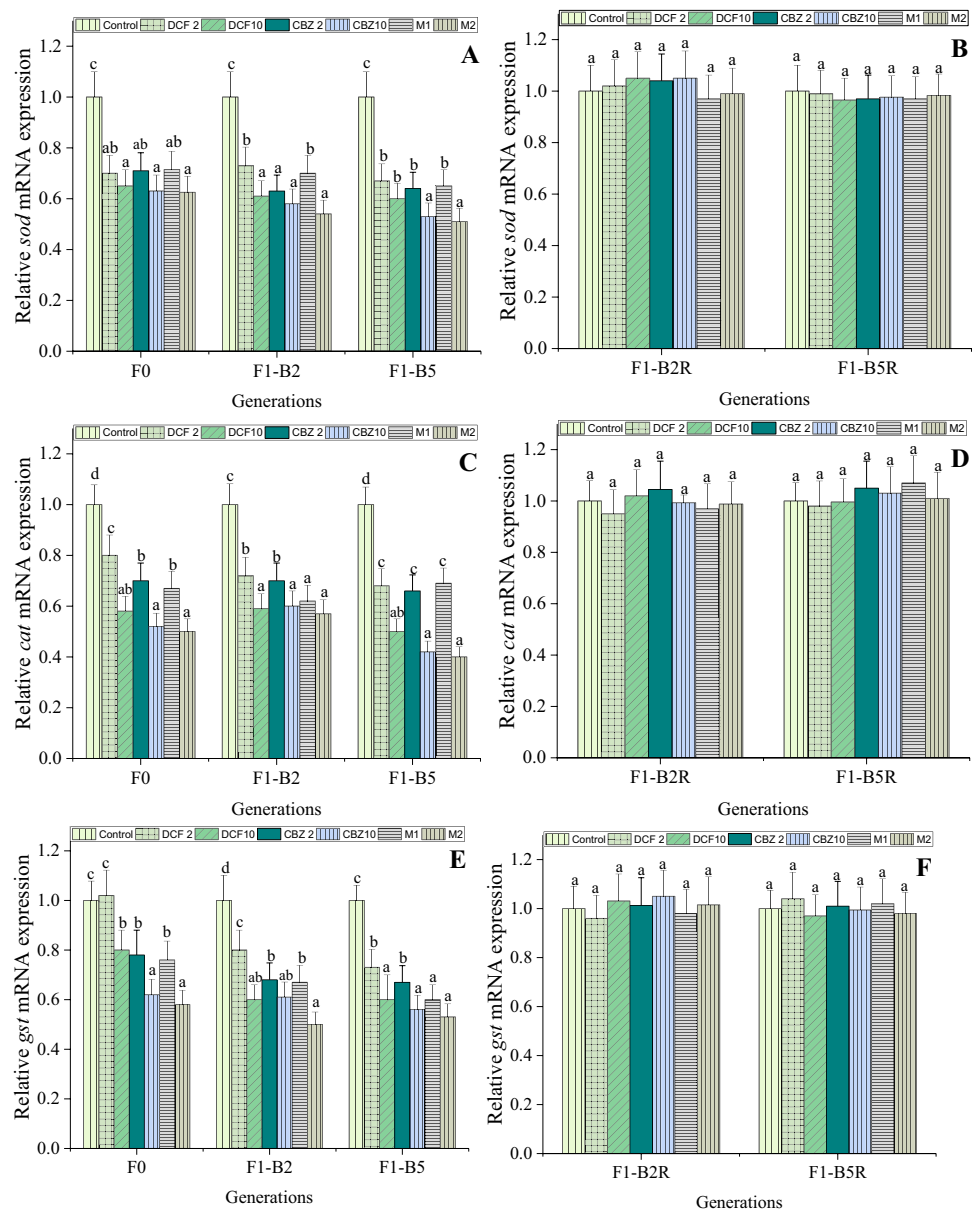 Control DCF 2 DCF10 CBZ 2 CBZ10 M1 M2
A
Relative sod mRNA expression
1.2
1.0
0.8
0.6
0.4
0.2
0.0
c ab a ab a ab a
c b a a a b a
c b b b a b a
F0 F1-B2 F1-B5
Generations
Control DCF 2 DCF10 CBZ 2 CBZ10 M1 M2
B
Relative sod mRNA expression
1.2
1.0
0.8
0.6
0.4
0.2
0.0
a a a a a a a
a a a a a a a
F1-B2R F1-B5R
Generations
Control DCF 2 DCF10 CBZ 2 CBZ10 M1 M2
C
Relative cat mRNA expression
1.2
1.0
0.8
0.6
0.4
0.2
0.0
d c ab b a b a
c b a b a a a
d c ab c a c a
F0 F1-B2 F1-B5
Generations
Control DCF 2 DCF10 CBZ 2 CBZ10 M1 M2
D
Relative cat mRNA expression
1.2
1.0
0.8
0.6
0.4
0.2
0.0
a a a a a a a
a a a a a a a
F1-B2R F1-B5R
Generations
Control DCF 2 DCF10 CBZ 2 CBZ10 M1 M2
E
Relative gst mRNA expression
1.2
1.0
0.8
0.6
0.4
0.2
0.0
c c b b a b a
d c ab b ab b a
c b a b a a a
F0 F1-B2 F1-B5
Generations
Control DCF 2 DCF10 CBZ 2 CBZ10 M1 M2
F
Relative gst mRNA expression
1.2
1.0
0.8
0.6
0.4
0.2
0.0
a a a a a a a
a a a a a a a
F1-B2R F1-B5R
Generations